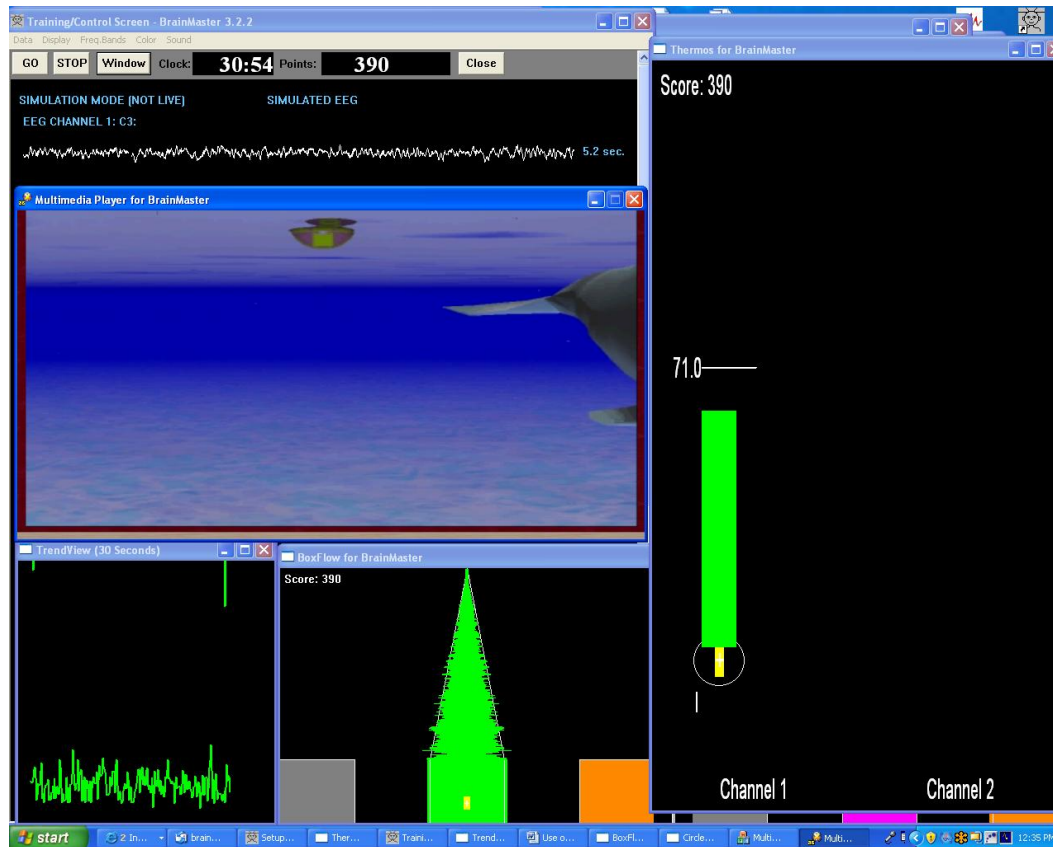 Training/Control Screen - BrainMaster 3.2.2
Data Display Freq.Bands Color Sound
GO STOP Window Clock: 30:54 Points: 390 Close
SIMULATION MODE (NOT LIVE) SIMULATED EEG
EEG CHANNEL 1: C3:
5.2 sec.
Multimedia Player for BrainMaster
TrendView (30 Seconds)
BoxFlow for BrainMaster
Score: 390
Thermos for BrainMaster
Score: 390
71.0
Channel 1 Channel 2
start 2 In... brain... Setup... Ther... Traini... Trend... Use o... BoxFl... Circle... Multi... Multi... 12:35 PM